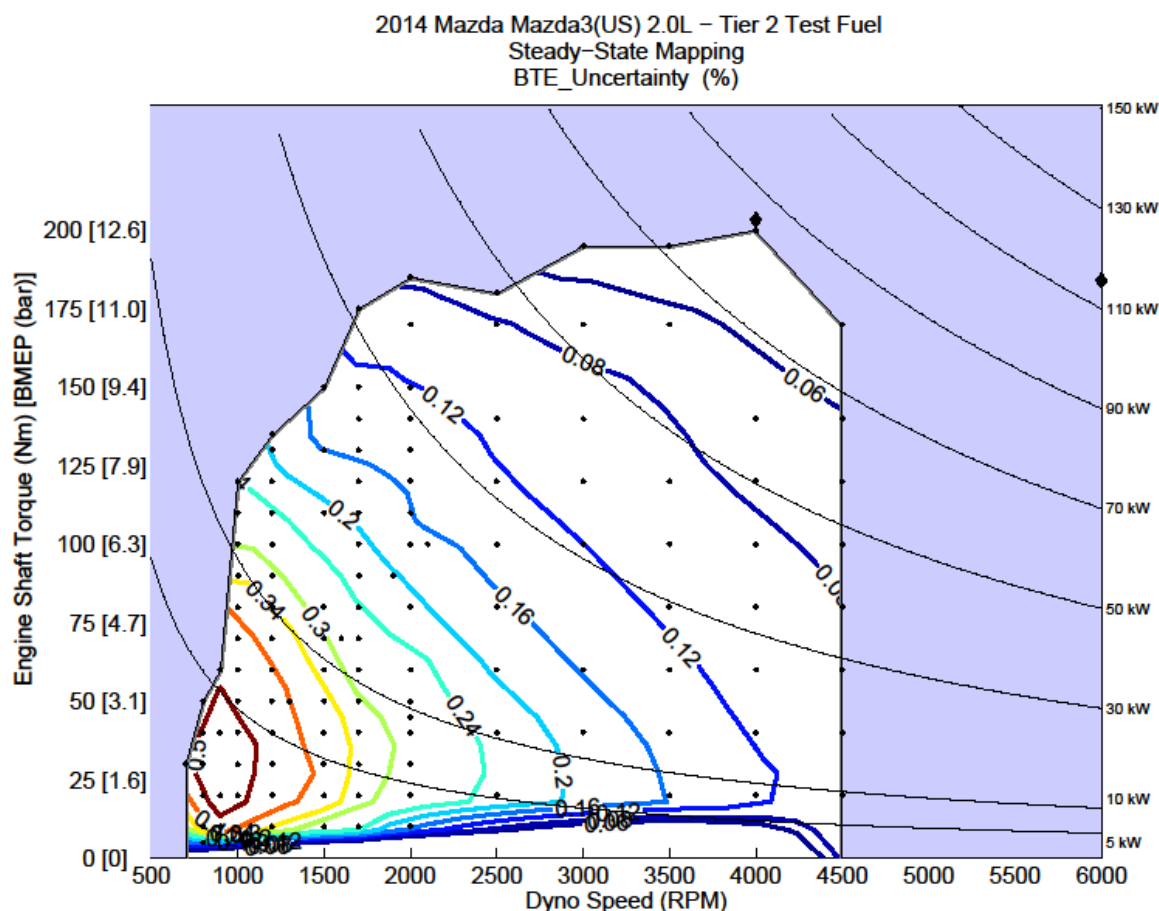 2014 Mazda Mazda3(US) 2.0L − Tier 2 Test Fuel
Steady−State Mapping
BTE_Uncertainty (%)
150 kW
130 kW
110 kW
90 kW
70 kW
50 kW
30 kW
10 kW
5 kW
Engine Shaft Torque (Nm) [BMEP (bar)]
200 [12.6]
175 [11.0]
150 [9.4]
125 [7.9]
100 [6.3]
75 [4.7]
50 [3.1]
25 [1.6]
0 [0]
0.06
0.08
0.12
0.2
0.16
0.34
0.3
0.12
0.24
0.5
0.2
0.16
0.12
500 1000 1500 2000 2500 3000 3500 4000 4500 5000 5500 6000
Dyno Speed (RPM)